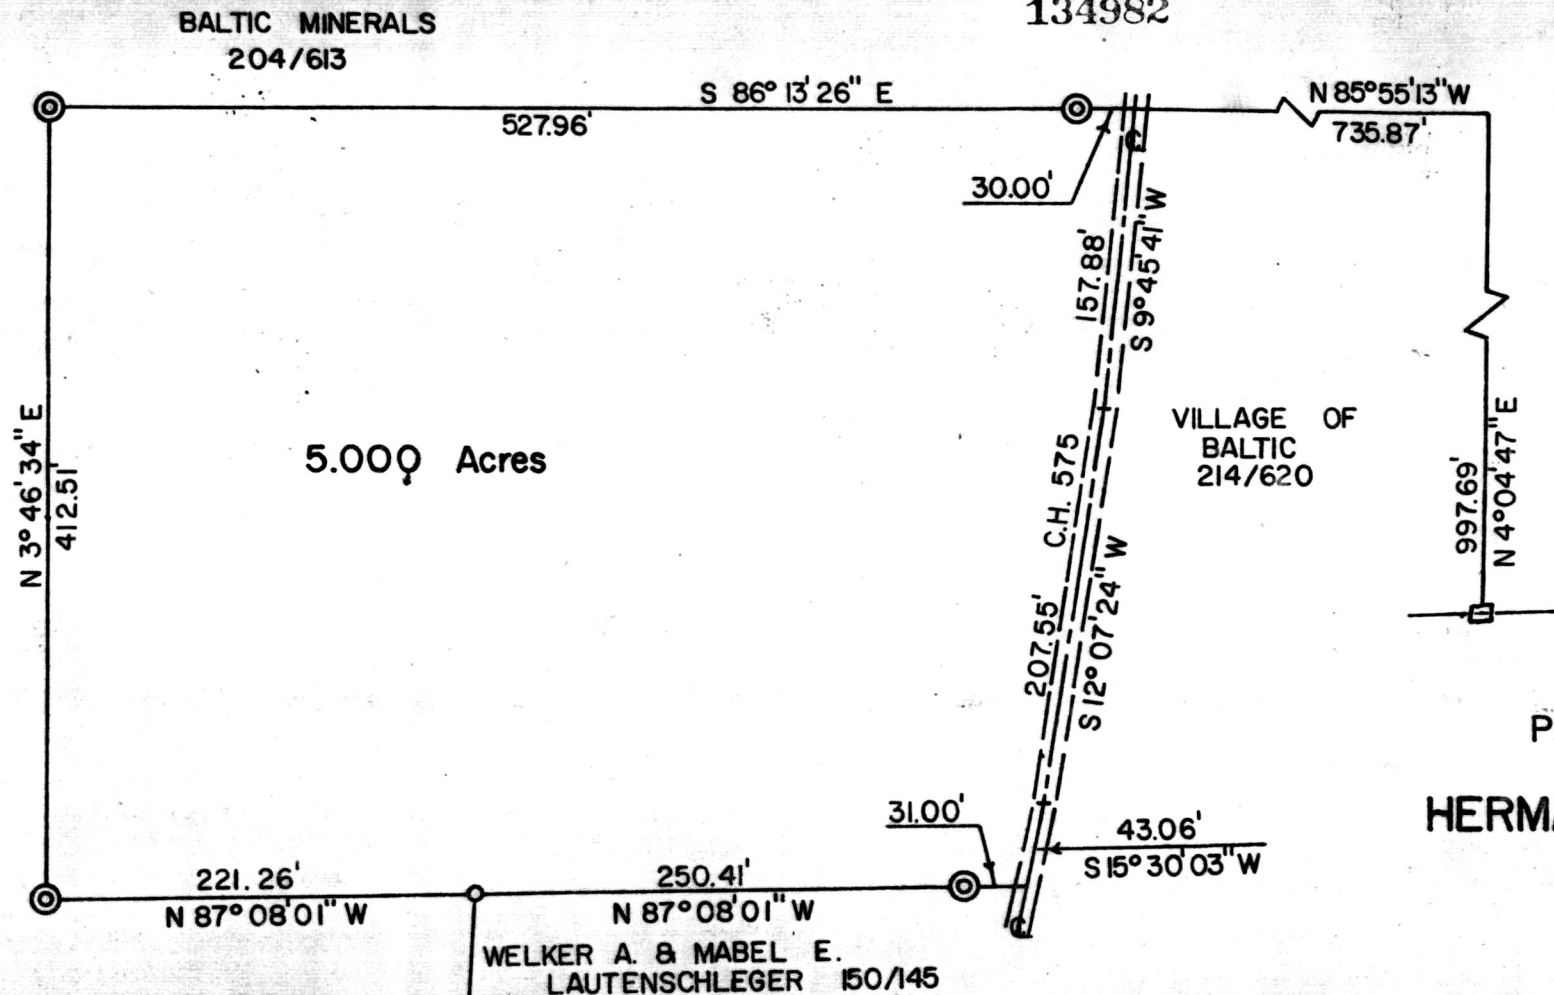 BALTIC MINERALS
204/613
134982
S 86° 13' 26" E
527.96'
N 85°55'13" W
735.87'
30.00'
157.88'
S 9°45'41" W
N 3°46'34" E
412.51'
5.000 Acres
C.H. 575
VILLAGE OF
BALTIC
214/620
997.69'
N 4°04'47" E
207.55'
S 12°07'24" W
31.00'
43.06'
S 15°30'03" W
221.26'
N 87°08'01" W
250.41'
N 87°08'01" W
WELKER A. & MABEL E.
LAUTENSCHLEGER 150/145
P
HERM